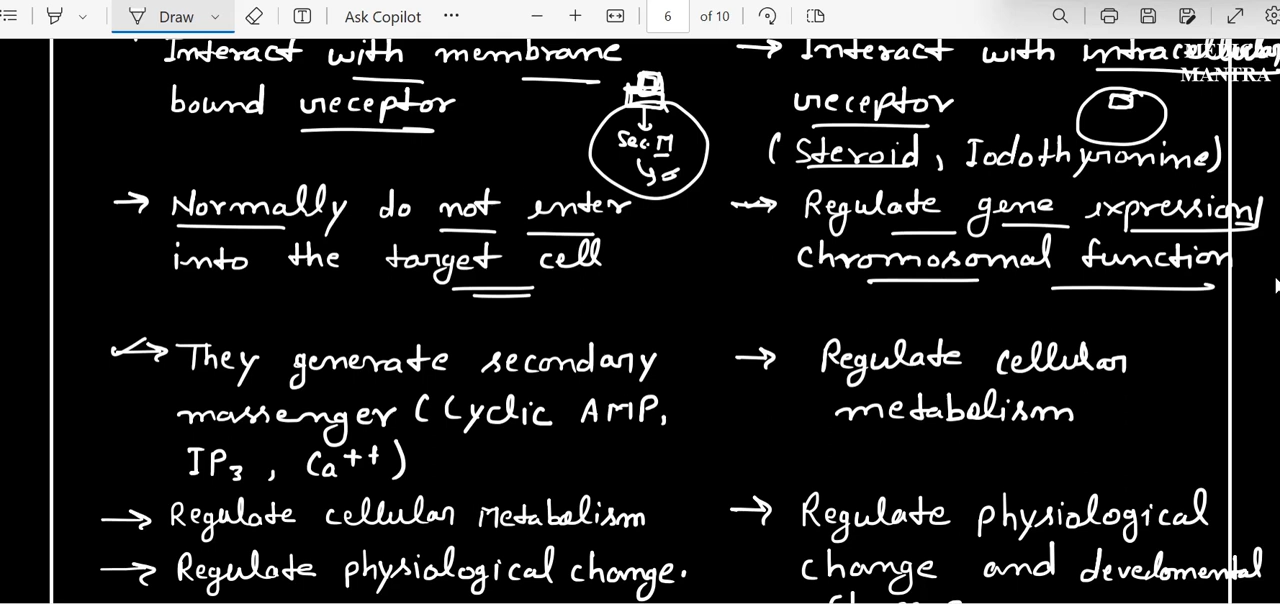 Draw
Ask Copilot
6 of 10
Interact with membrane
bound receptor
Sec. M
→ Normally do not enter
into the target cell
→ They generate secondary
massenger (Cyclic AMP,
IP3, Ca++)
→ Regulate cellular Metabolism
→ Regulate physiological change.
→ Interact with intracellular
receptor
(Steroid, Iodothyronine)
→ Regulate gene expression/
chromosomal function
→ Regulate cellular
metabolism
→ Regulate physiological
change and devedomental
MANTRA